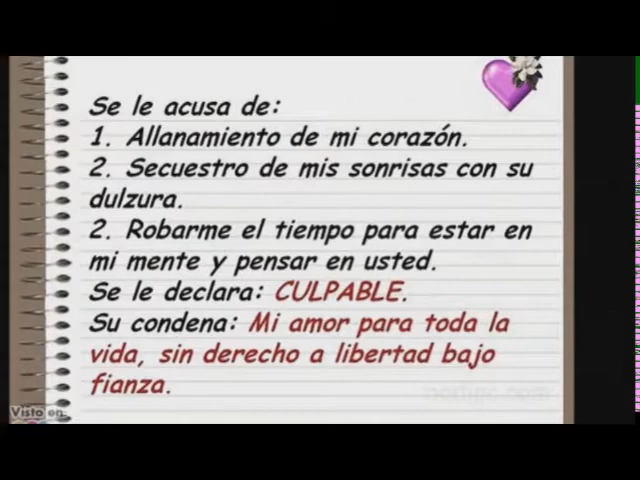 Se le acusa de:
1. Allanamiento de mi corazón.
2. Secuestro de mis sonrisas con su
dulzura.
2. Robarme el tiempo para estar en
mi mente y pensar en usted.
Se le declara: CULPABLE.
Su condena: Mi amor para toda la
vida, sin derecho a libertad bajo
fianza.
Visto en: